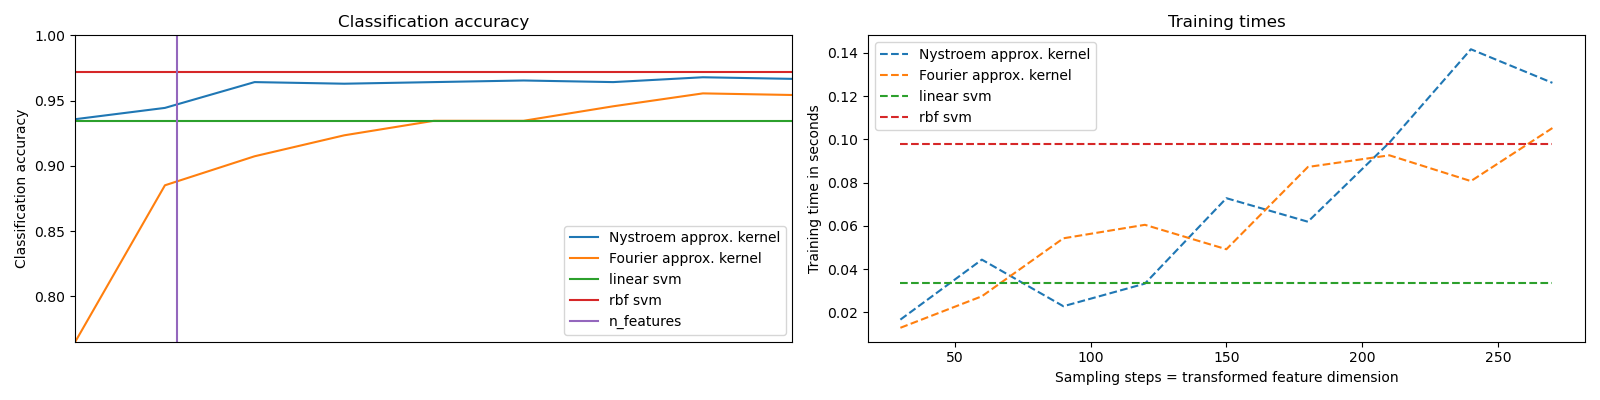 Classification accuracy
Classification accuracy
1.00
0.95
0.90
0.85
0.80
Nystroem approx. kernel
Fourier approx. kernel
linear svm
rbf svm
n_features
Training times
Training time in seconds
0.14
0.12
0.10
0.08
0.06
0.04
0.02
Nystroem approx. kernel
Fourier approx. kernel
linear svm
rbf svm
50
100
150
200
250
Sampling steps = transformed feature dimension